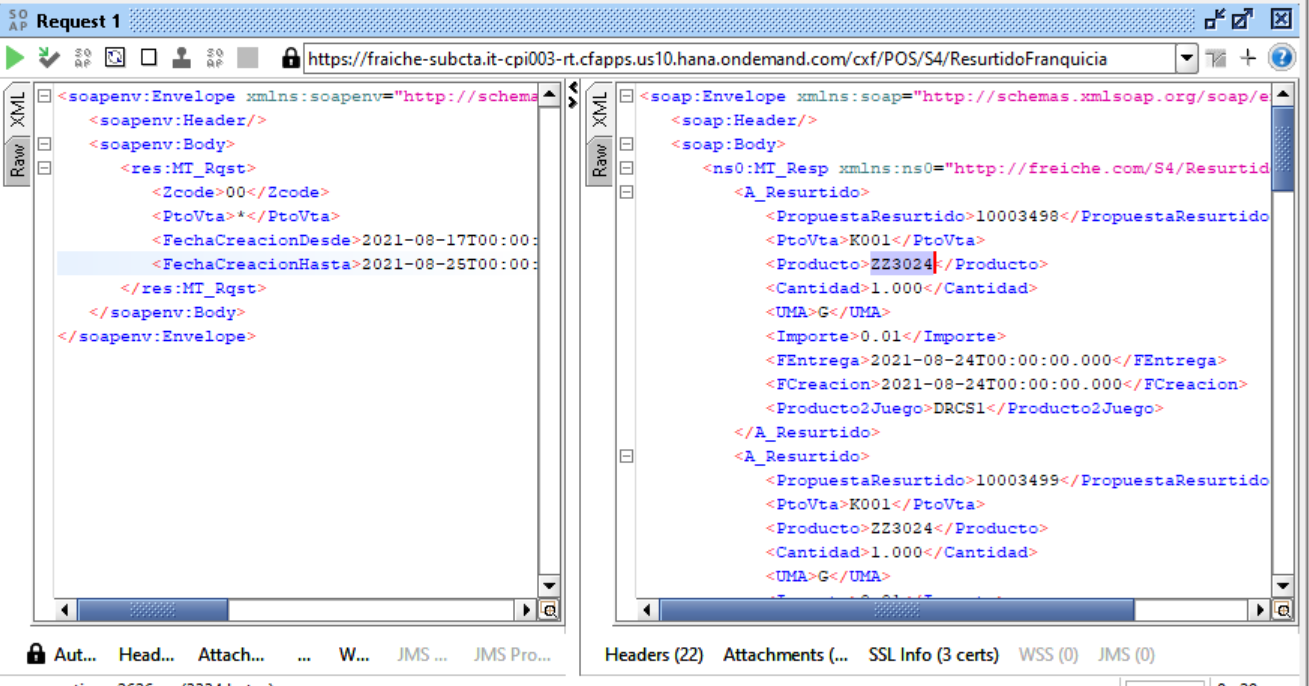 SOAP Request 1
https://fraiche-subcta.it-cpi003-rt.cfapps.us10.hana.ondemand.com/cxf/POS/S4/ResurtidoFranquicia
XML
Raw
<soapenv:Envelope xmlns:soapenv="http://schema
<soapenv:Header/>
<soapenv:Body>
<res:MT_Rqst>
<Zcode>00</Zcode>
<PtoVta>*</PtoVta>
<FechaCreacionDesde>2021-08-17T00:00:
<FechaCreacionHasta>2021-08-25T00:00:
</res:MT_Rqst>
</soapenv:Body>
</soapenv:Envelope>
XML
Raw
<soap:Envelope xmlns:soap="http://schemas.xmlsoap.org/soap/e
<soap:Header/>
<soap:Body>
<ns0:MT_Resp xmlns:ns0="http://freiche.com/S4/Resurtid
<A_Resurtido>
<PropuestaResurtido>10003498</PropuestaResurtido
<PtoVta>K001</PtoVta>
<Producto>ZZ3024</Producto>
<Cantidad>1.000</Cantidad>
<UMA>G</UMA>
<Importe>0.01</Importe>
<FEntrega>2021-08-24T00:00:00.000</FEntrega>
<FCreacion>2021-08-24T00:00:00.000</FCreacion>
<Producto2Juego>DRCS1</Producto2Juego>
</A_Resurtido>
<A_Resurtido>
<PropuestaResurtido>10003499</PropuestaResurtido
<PtoVta>K001</PtoVta>
<Producto>ZZ3024</Producto>
<Cantidad>1.000</Cantidad>
<UMA>G</UMA>
Aut... Head... Attach... ... W... JMS ... JMS Pro...
Headers (22) Attachments (... SSL Info (3 certs) WSS (0) JMS (0)